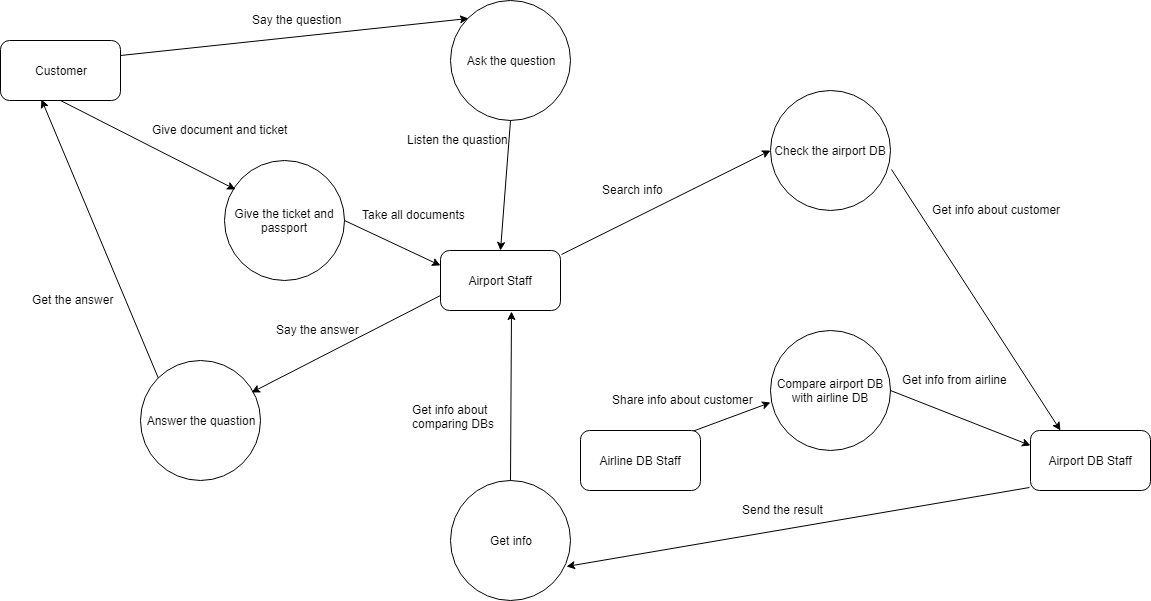 Say the question
Ask the question
Customer
Give document and ticket
Listen the quastion
Check the airport DB
Search info
Give the ticket and
passport
Take all documents
Get info about customer
Airport Staff
Get the answer
Say the answer
Compare airport DB
with airline DB
Get info from airline
Share info about customer
Get info about
comparing DBs
Answer the quastion
Airline DB Staff
Airport DB Staff
Send the result
Get info